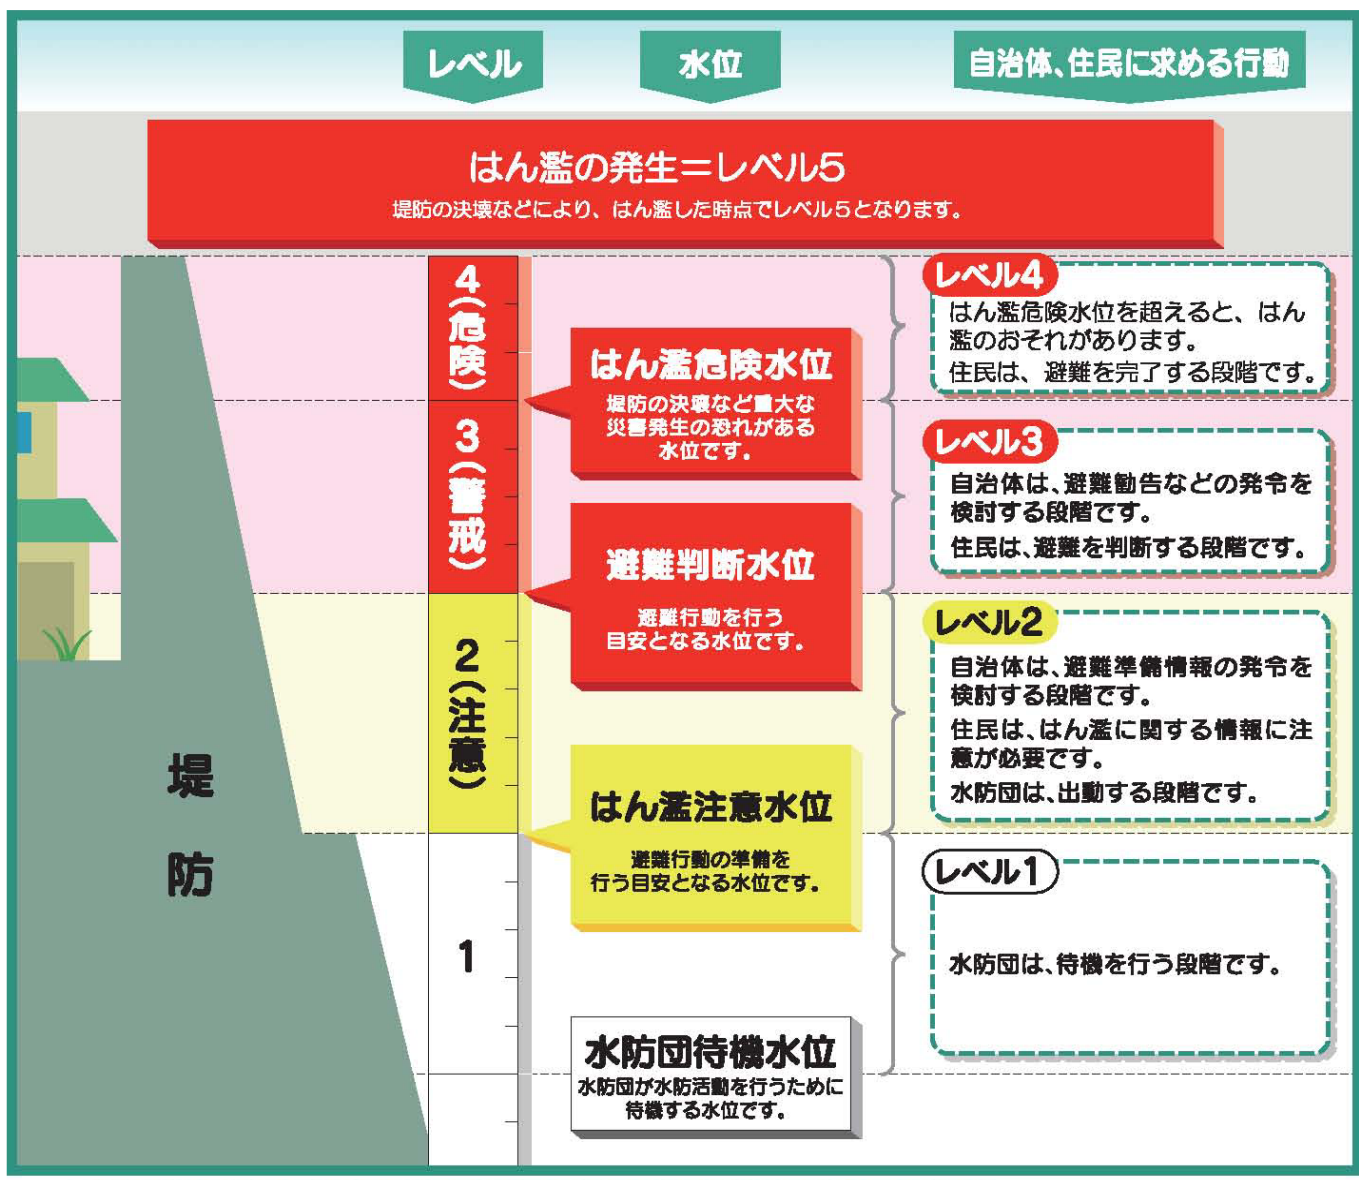 レベル
水位
自治体、住民に求める行動
はん濫の発生＝レベル5
堤防の決壊などにより、はん濫した時点でレベル5となります。
4（危険）
はん濫危険水位
堤防の決壊など重大な
災害発生の恐れがある
水位です。
レベル4
はん濫危険水位を超えると、はん
濫のおそれがあります。
住民は、避難を完了する段階です。
3（警戒）
避難判断水位
避難行動を行う
目安となる水位です。
レベル3
自治体は、避難勧告などの発令を
検討する段階です。
住民は、避難を判断する段階です。
2（注意）
はん濫注意水位
避難行動の準備を
行う目安となる水位です。
レベル2
自治体は、避難準備情報の発令を
検討する段階です。
住民は、はん濫に関する情報に注
意が必要です。
水防団は、出動する段階です。
堤防
1
水防団待機水位
水防団が水防活動を行うために
待機する水位です。
レベル1
水防団は、待機を行う段階です。